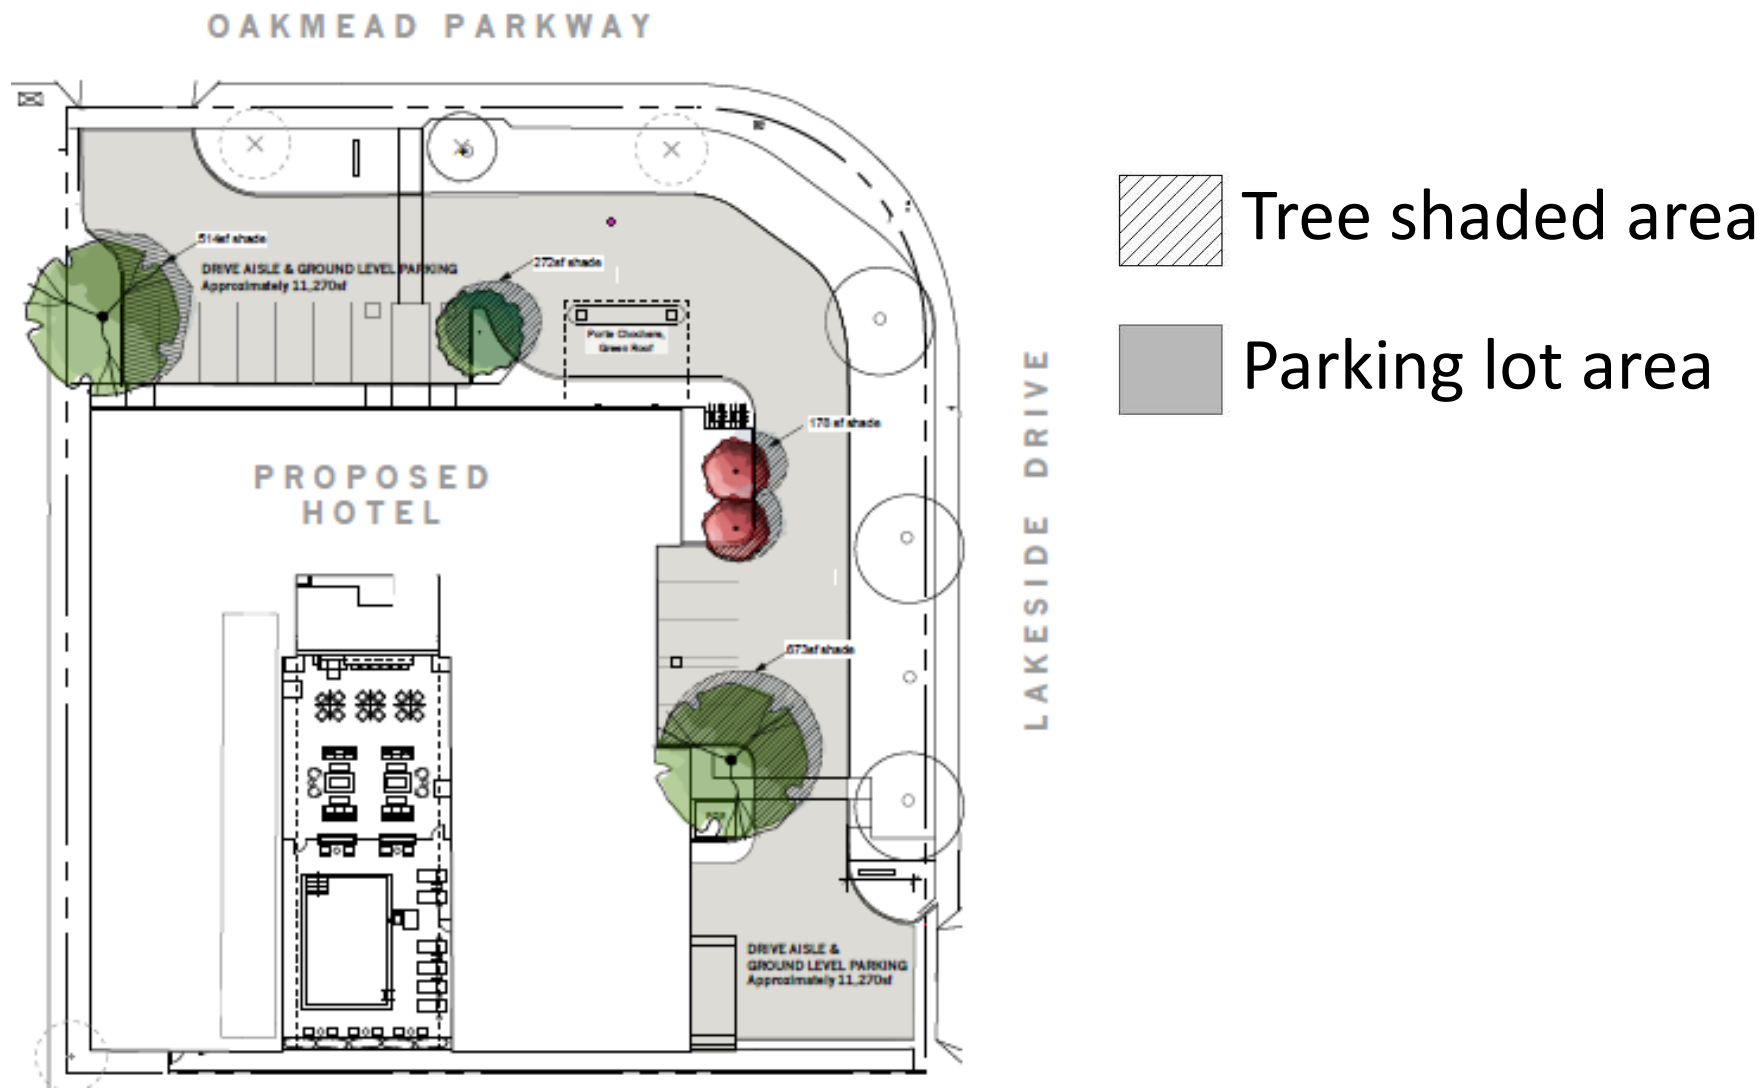 OAKMEAD PARKWAY
514sf shade
DRIVE AISLE & GROUND LEVEL PARKING
Approximately 11,270sf
272sf shade
Porte Chochere,
Green Roof
178 sf shade
PROPOSED
HOTEL
LAKESIDE DRIVE
673sf shade
DRIVE AISLE &
GROUND LEVEL PARKING
Approximately 11,270sf
Tree shaded area
Parking lot area